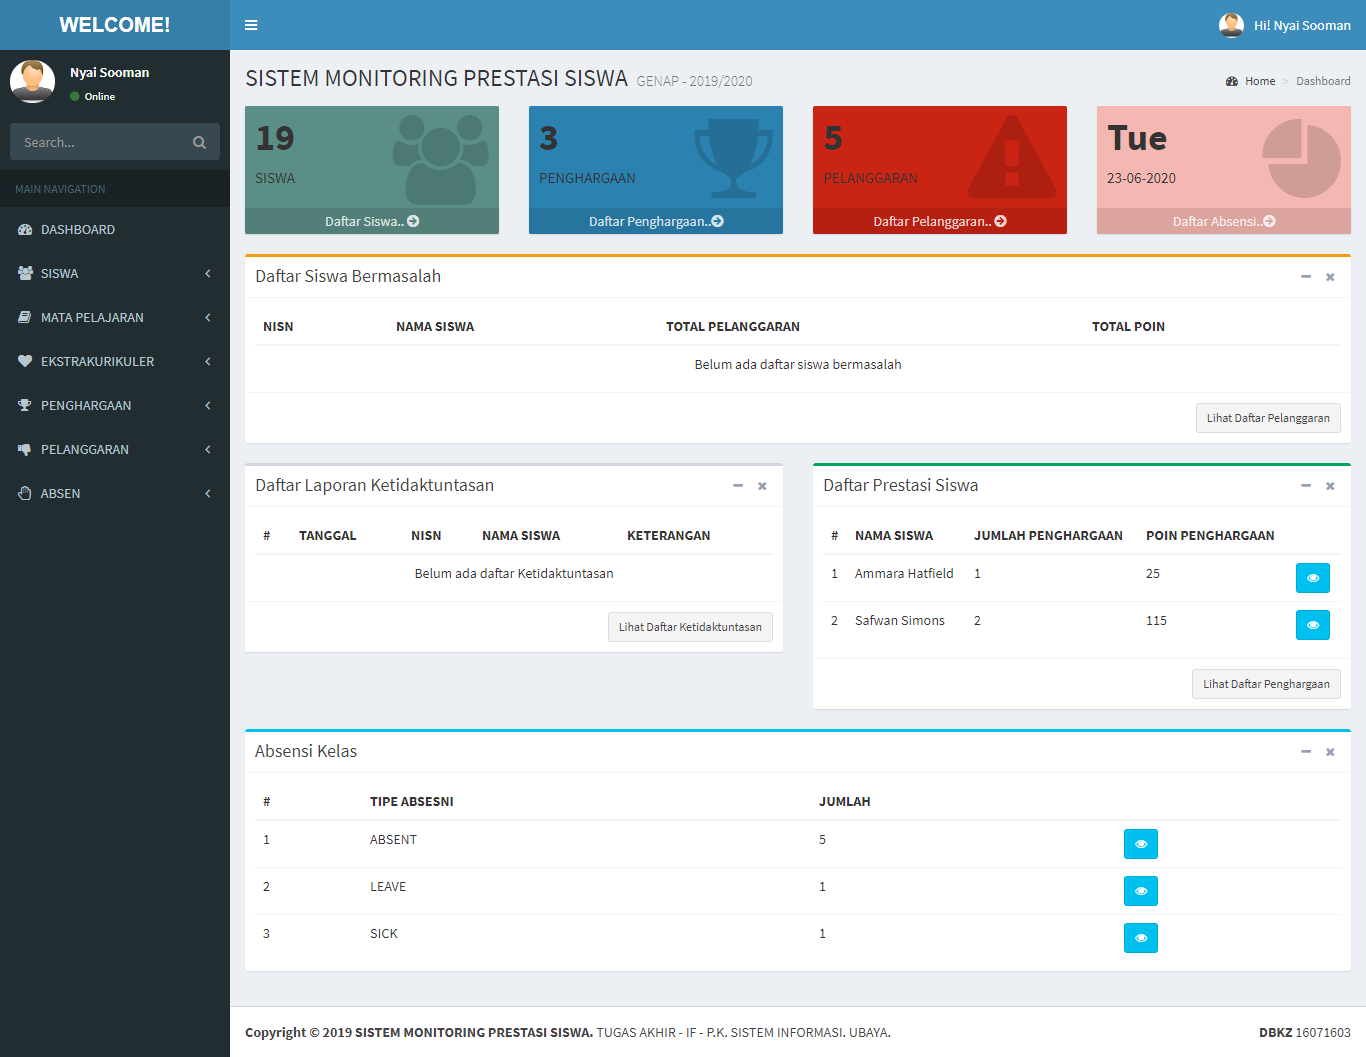 WELCOME!
Hi! Nyai Sooman
Nyai Sooman
Online
Search...
MAIN NAVIGATION
DASHBOARD
SISWA
MATA PELAJARAN
EKSTRAKURIKULER
PENGHARGAAN
PELANGGARAN
ABSEN
SISTEM MONITORING PRESTASI SISWA GENAP - 2019/2020
Home > Dashboard
19
SISWA
Daftar Siswa..
3
PENGHARGAAN
Daftar Penghargaan..
5
PELANGGARAN
Daftar Pelanggaran..
Tue
23-06-2020
Daftar Absensi..
Daftar Siswa Bermasalah
NISN NAMA SISWA TOTAL PELANGGARAN TOTAL POIN
Belum ada daftar siswa bermasalah
Lihat Daftar Pelanggaran
Daftar Laporan Ketidaktuntasan
# TANGGAL NISN NAMA SISWA KETERANGAN
Belum ada daftar Ketidaktuntasan
Lihat Daftar Ketidaktuntasan
Daftar Prestasi Siswa
# NAMA SISWA JUMLAH PENGHARGAAN POIN PENGHARGAAN
1 Ammara Hatfield 1 25
2 Safwan Simons 2 115
Lihat Daftar Penghargaan
Absensi Kelas
# TIPE ABSESNI JUMLAH
1 ABSENT 5
2 LEAVE 1
3 SICK 1
Copyright © 2019 SISTEM MONITORING PRESTASI SISWA. TUGAS AKHIR - IF - P.K. SISTEM INFORMASI. UBAYA.
DBKZ 16071603